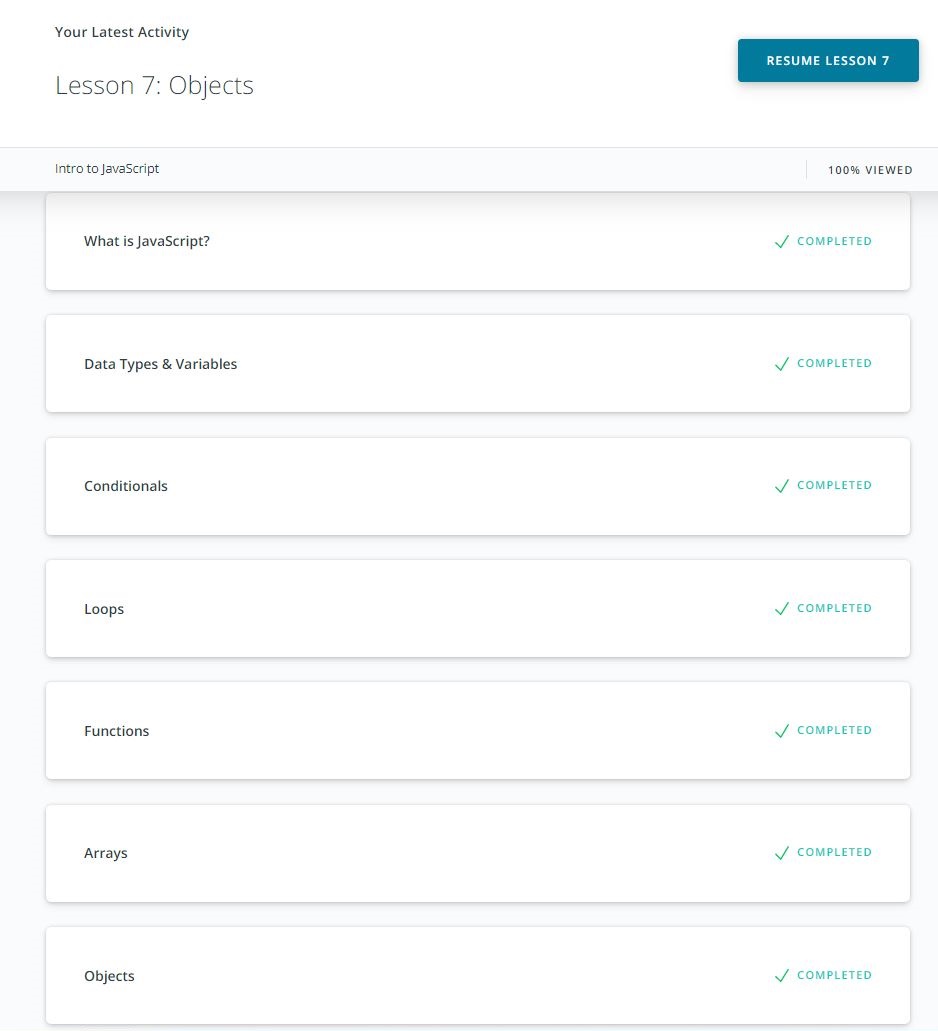 Your Latest Activity
Lesson 7: Objects
RESUME LESSON 7
Intro to JavaScript
100% VIEWED
What is JavaScript?
COMPLETED
Data Types & Variables
COMPLETED
Conditionals
COMPLETED
Loops
COMPLETED
Functions
COMPLETED
Arrays
COMPLETED
Objects
COMPLETED